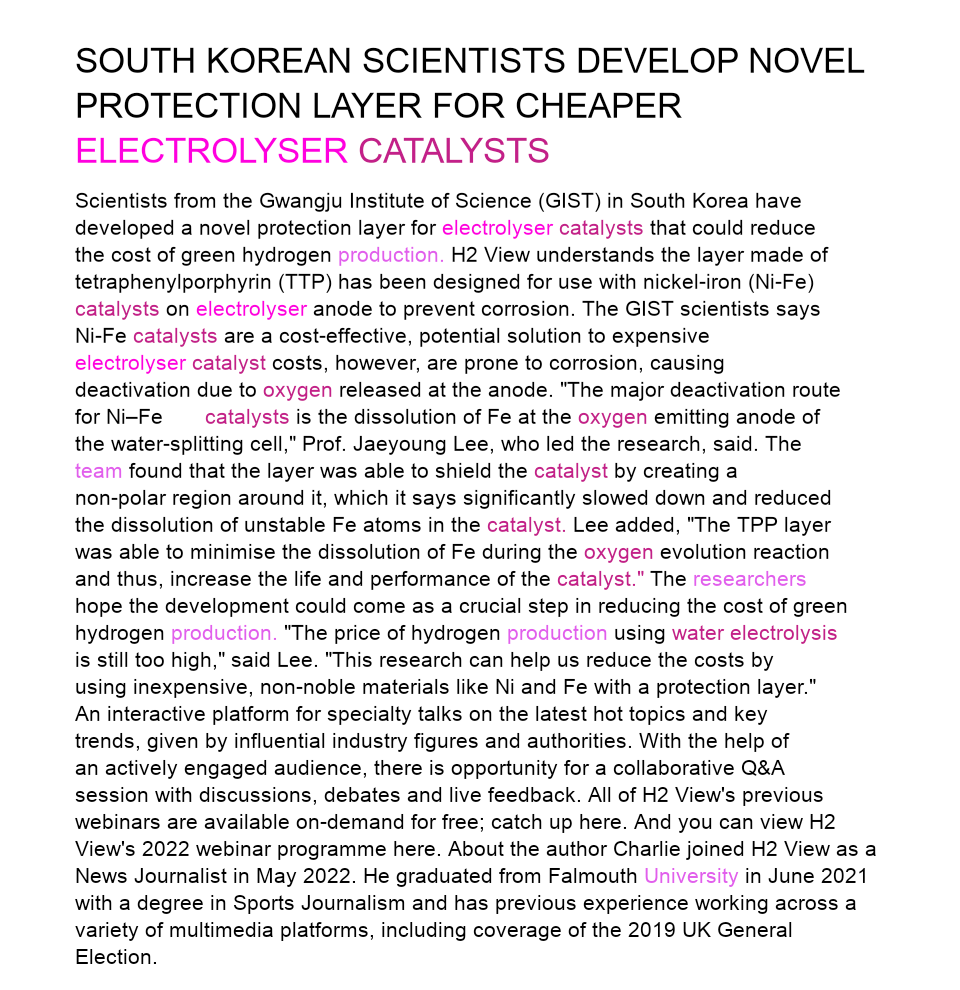 SOUTH KOREAN SCIENTISTS DEVELOP NOVEL
PROTECTION LAYER FOR CHEAPER
ELECTROLYSER CATALYSTS
Scientists from the Gwangju Institute of Science (GIST) in South Korea have
developed a novel protection layer for electrolyser catalysts that could reduce
the cost of green hydrogen production. H2 View understands the layer made of
tetraphenylporphyrin (TTP) has been designed for use with nickel-iron (Ni-Fe)
catalysts on electrolyser anode to prevent corrosion. The GIST scientists says
Ni-Fe catalysts are a cost-effective, potential solution to expensive
electrolyser catalyst costs, however, are prone to corrosion, causing
deactivation due to oxygen released at the anode. "The major deactivation route
for Ni–Fe catalysts is the dissolution of Fe at the oxygen emitting anode of
the water-splitting cell," Prof. Jaeyoung Lee, who led the research, said. The
team found that the layer was able to shield the catalyst by creating a
non-polar region around it, which it says significantly slowed down and reduced
the dissolution of unstable Fe atoms in the catalyst. Lee added, "The TPP layer
was able to minimise the dissolution of Fe during the oxygen evolution reaction
and thus, increase the life and performance of the catalyst." The researchers
hope the development could come as a crucial step in reducing the cost of green
hydrogen production. "The price of hydrogen production using water electrolysis
is still too high," said Lee. "This research can help us reduce the costs by
using inexpensive, non-noble materials like Ni and Fe with a protection layer."
An interactive platform for specialty talks on the latest hot topics and key
trends, given by influential industry figures and authorities. With the help of
an actively engaged audience, there is opportunity for a collaborative Q&A
session with discussions, debates and live feedback. All of H2 View's previous
webinars are available on-demand for free; catch up here. And you can view H2
View's 2022 webinar programme here. About the author Charlie joined H2 View as a
News Journalist in May 2022. He graduated from Falmouth University in June 2021
with a degree in Sports Journalism and has previous experience working across a
variety of multimedia platforms, including coverage of the 2019 UK General
Election.